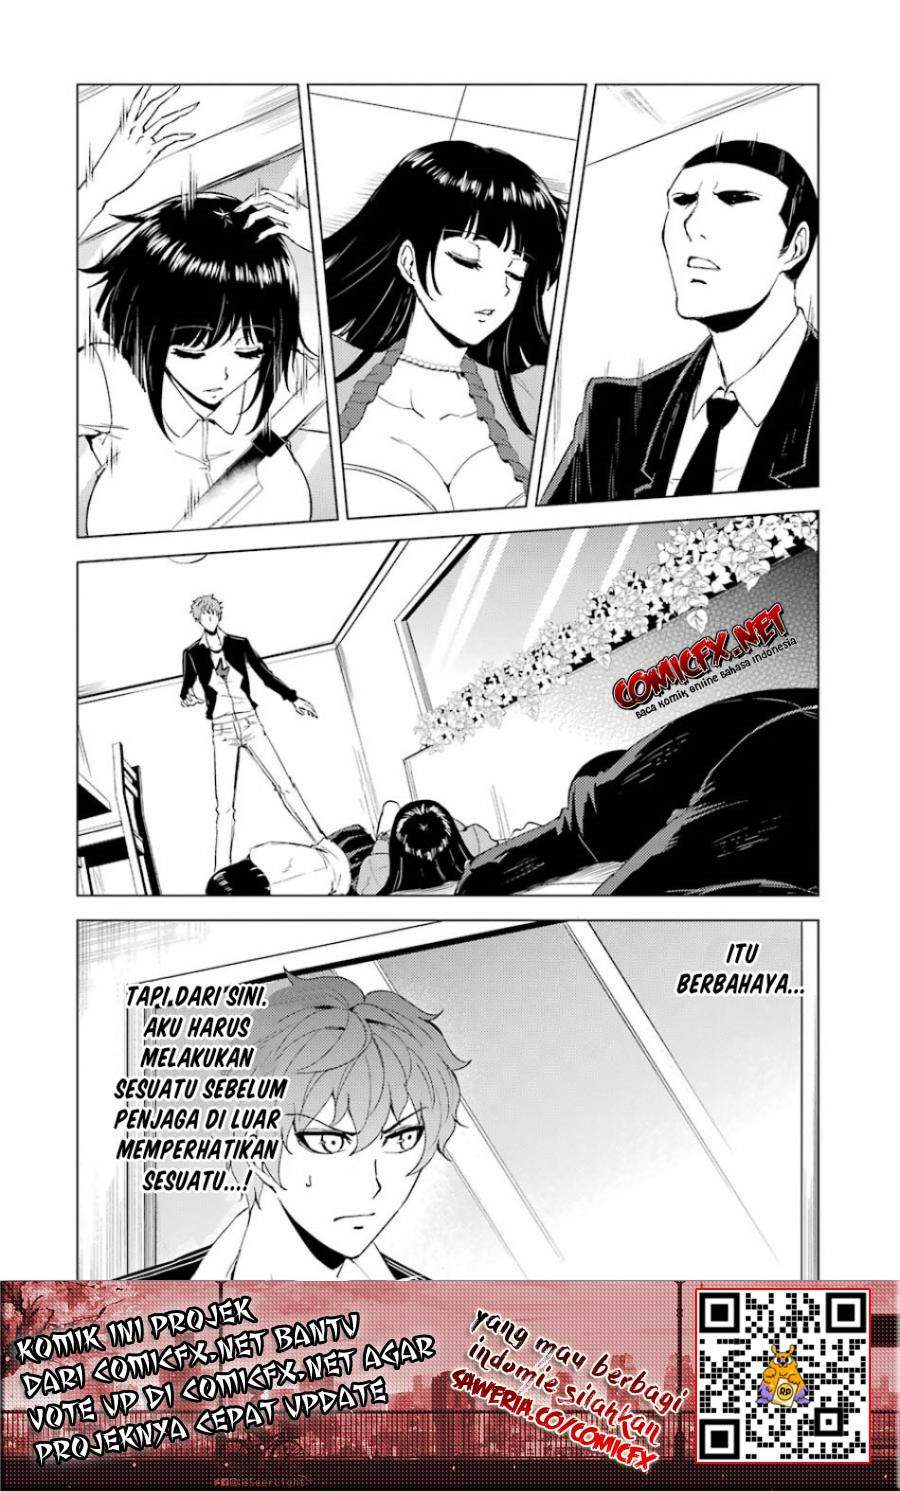 COMICFX.NET
BACA KOMIK ONLINE BAHASA INDONESIA
ITU
BERBAHAYA...
TAPI DARI SINI.
AKU HARUS
MELAKUKAN
SESUATU SEBELUM
PENJAGA DI LUAR
MEMPERHATIKAN
SESUATU...!
KOMIK INI PROJEK
DARI COMICFX.NET BANTU
VOTE UP DI COMICFX.NET AGAR
PROJEKNYA CEPAT UPDATE
yang mau berbagi
indomie silahkan
SAWERIA.CO/COMICFX
RP
@Seerlight